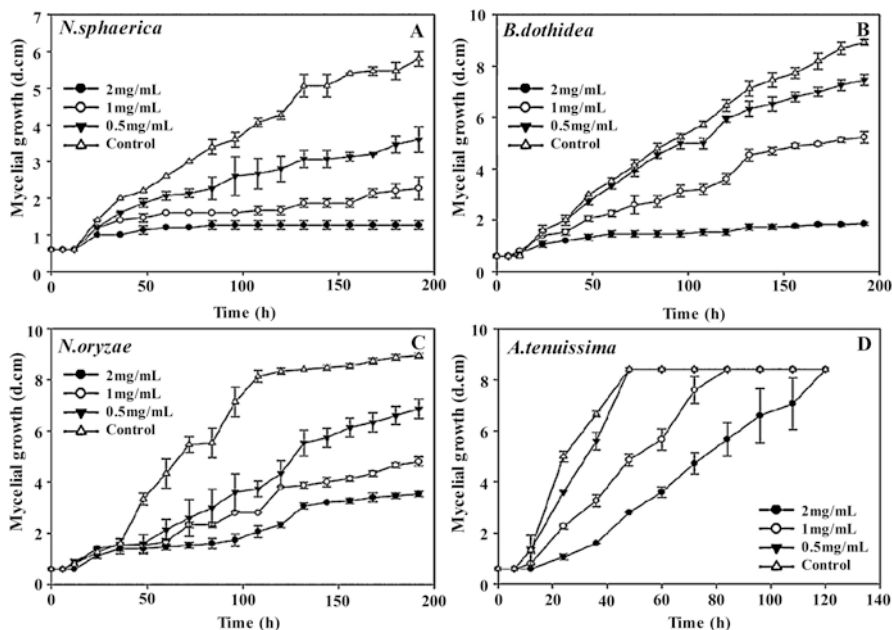 N.sphaerica
A
2mg/mL
1mg/mL
0.5mg/mL
Control
Mycelial growth (d.cm)
7
6
5
4
3
2
1
0
0
50
100
150
200
Time (h)
B.dothidea
B
2mg/mL
1mg/mL
0.5mg/mL
Control
Mycelial growth (d.cm)
10
8
6
4
2
0
0
50
100
150
200
Time (h)
N.oryzae
C
2mg/mL
1mg/mL
0.5mg/mL
Control
Mycelial growth (d.cm)
10
8
6
4
2
0
0
50
100
150
200
Time (h)
A.tenuissima
D
2mg/mL
1mg/mL
0.5mg/mL
Control
Mycelial growth (d.cm)
10
8
6
4
2
0
0
20
40
60
80
100
120
140
Time (h)